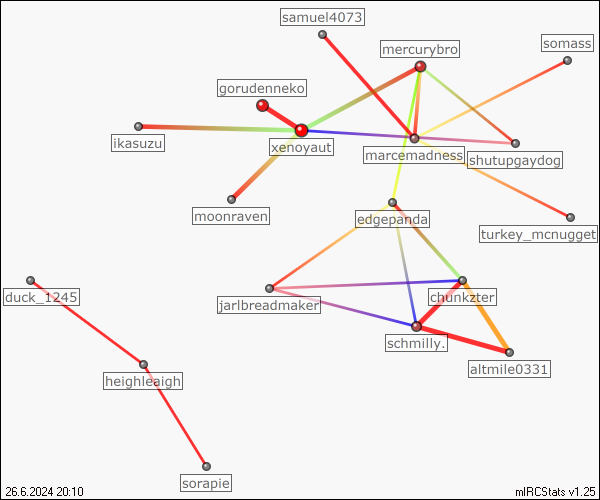 samuel4073
mercurybro
somass
gorudenneko
ikasuzu
xenoyaut
marcemadness
shutupgaydog
moonraven
edgepanda
turkey_mcnugget
duck_1245
jarlbreadmaker
chunkzter
schmilly.
altmile0331
heighleaigh
sorapie
26.6.2024 20:10
mIRCStats v1.25